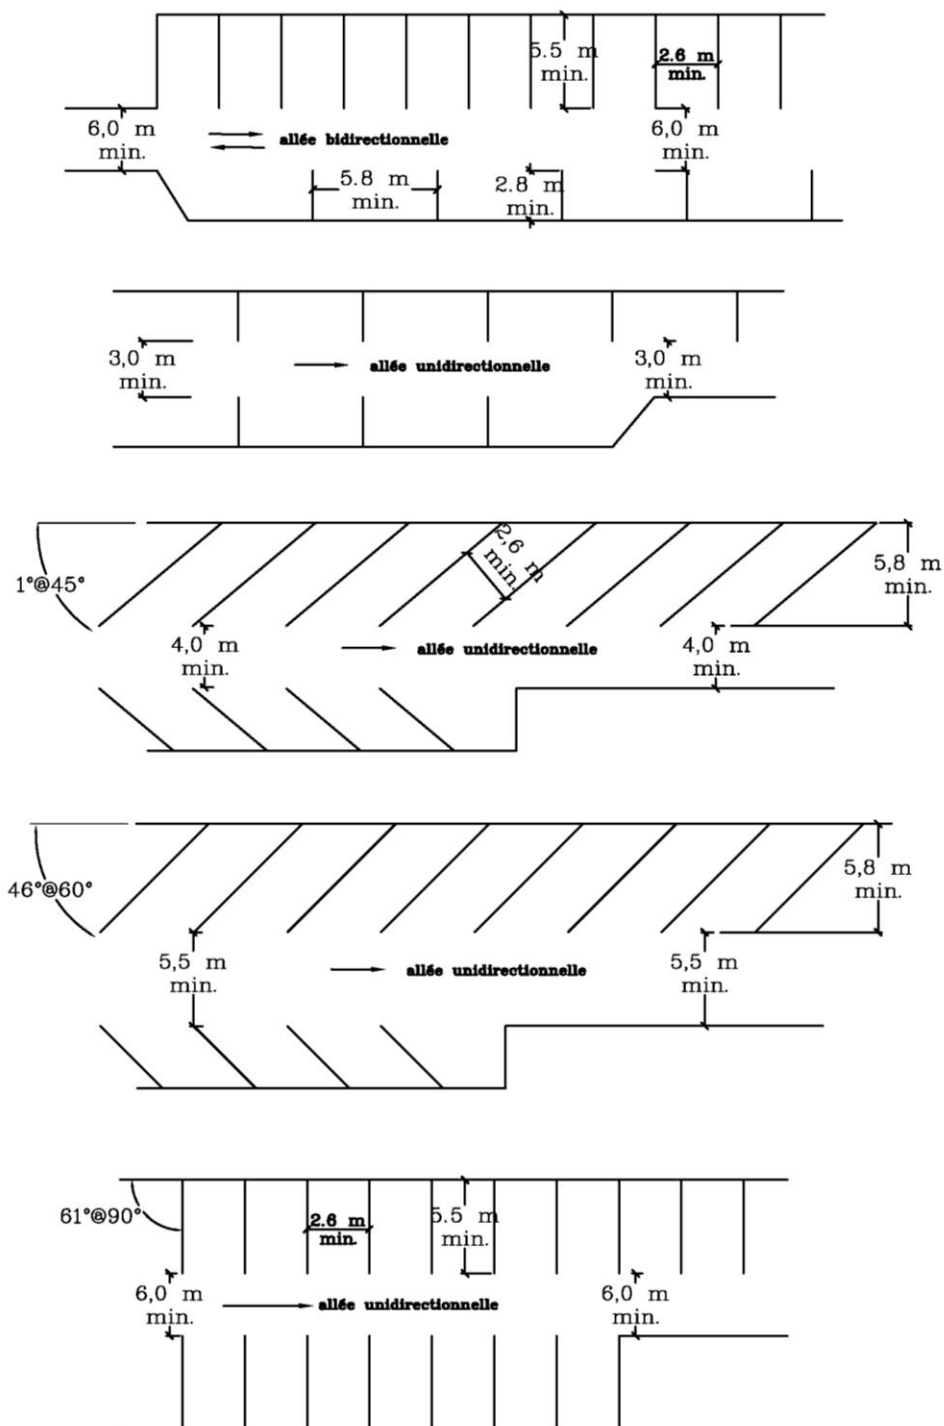 5.5 m
min.
2.6 m
min.
6,0 m
min.
allée bidirectionnelle
6,0 m
min.
5.8 m
min.
2.8 m
min.
3,0 m
min.
allée unidirectionnelle
3,0 m
min.
1°@45°
2,6 m
min.
5,8 m
min.
4,0 m
min.
allée unidirectionnelle
4,0 m
min.
46°@60°
5,8 m
min.
5,5 m
min.
allée unidirectionnelle
5,5 m
min.
61°@90°
2.6 m
min.
5.5 m
min.
6,0 m
min.
allée unidirectionnelle
6,0 m
min.